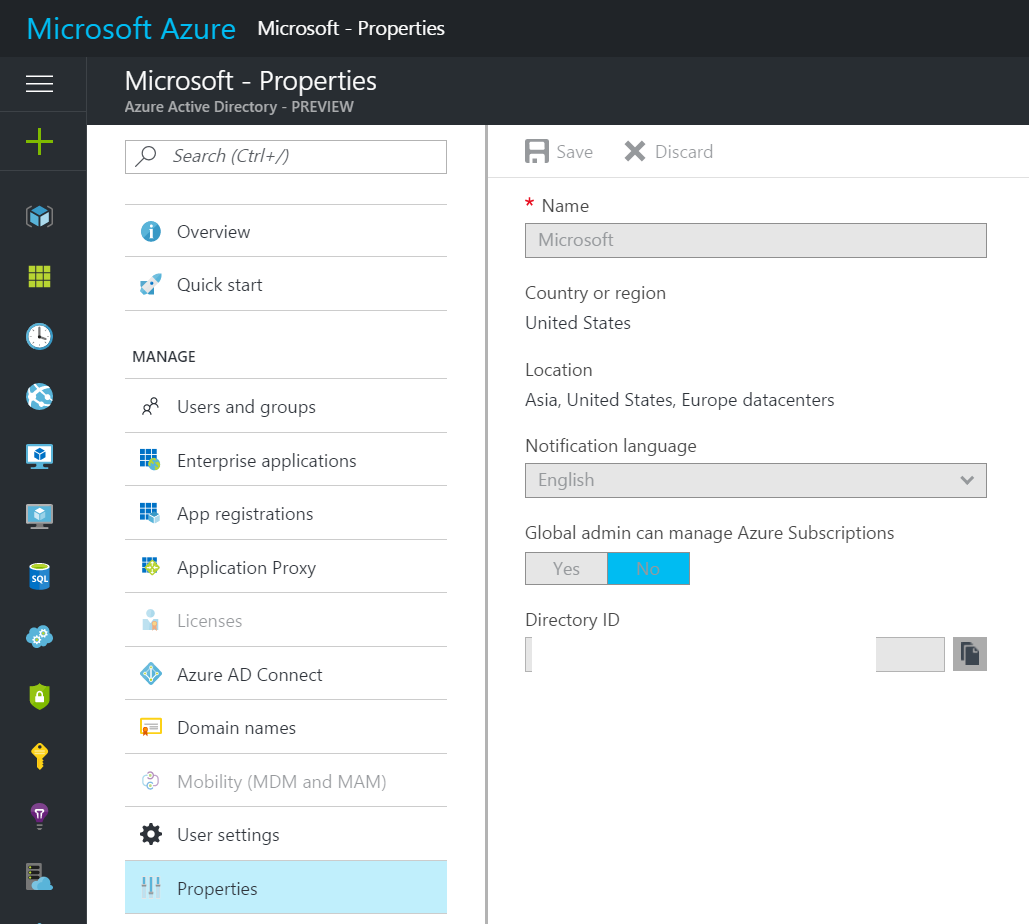 Microsoft Azure Microsoft - Properties
Microsoft - Properties
Azure Active Directory - PREVIEW
Search (Ctrl+/)
Overview
Quick start
MANAGE
Users and groups
Enterprise applications
App registrations
Application Proxy
Licenses
Azure AD Connect
Domain names
Mobility (MDM and MAM)
User settings
Properties
Save Discard
* Name
Microsoft
Country or region
United States
Location
Asia, United States, Europe datacenters
Notification language
English
Global admin can manage Azure Subscriptions
Yes No
Directory ID
SQL